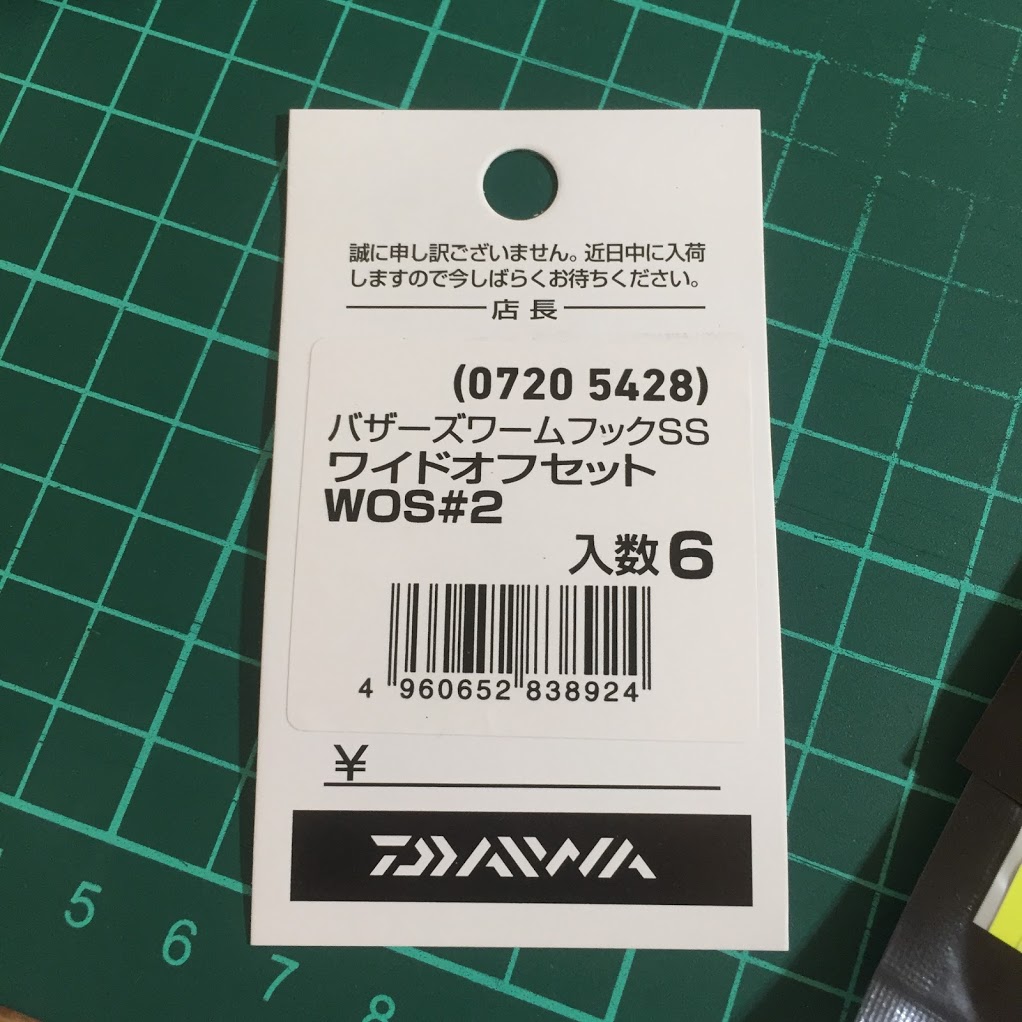 誠に申し訳ございません。近日中に入荷
しますので今しばらくお待ちください。
店長
(0720 5428)
バザーズワームフックSS
ワイドオフセット
WOS#2
入数6
4 960652 838924
¥
DAIWA
5
6
7
8